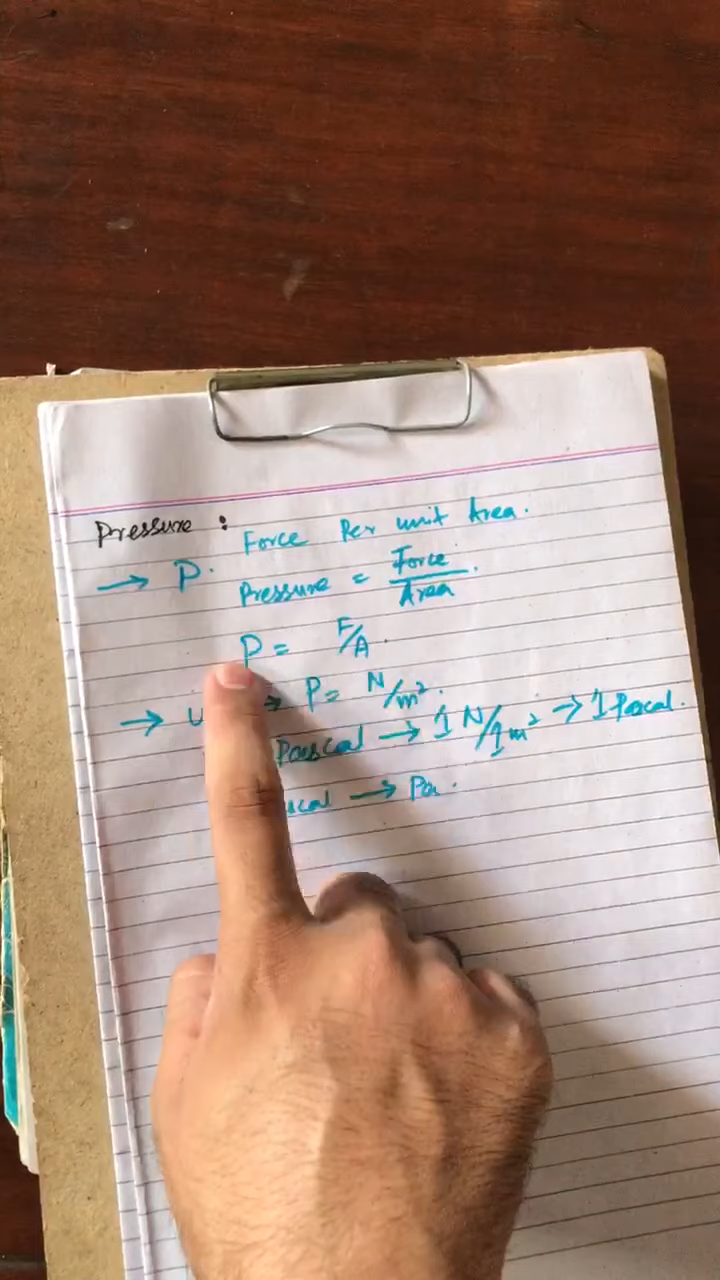 Pressure : Force Per unit Area.
→ P. Pressure = Force / Area.
P = F/A.
→ → P = N/m².
Pascal → 1 N/1m² → 1 Pascal.
→ Pa.